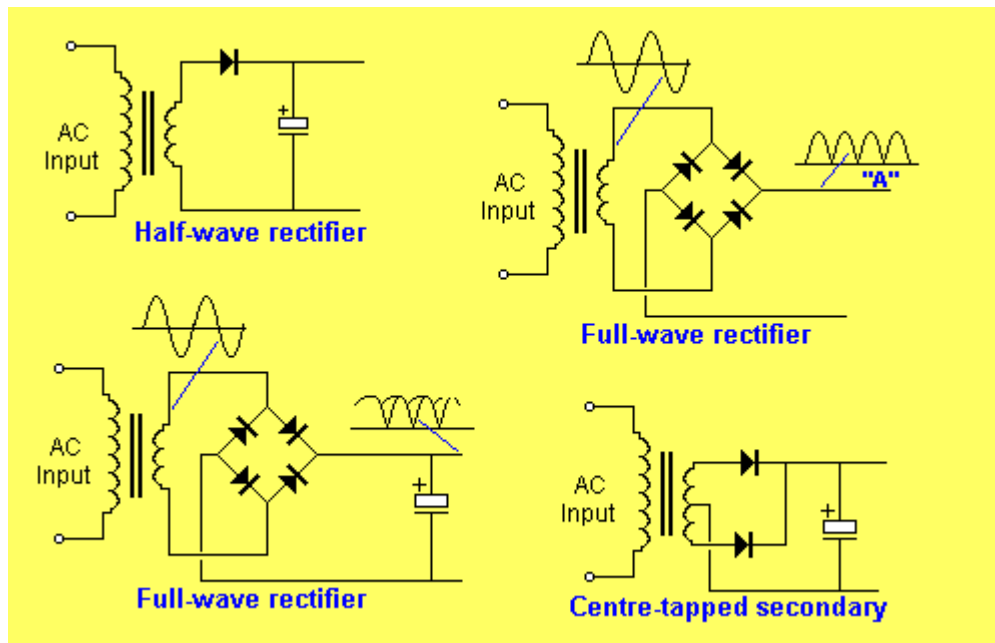 AC
Input
+
Half-wave rectifier
AC
Input
"A"
Full-wave rectifier
AC
Input
+
Full-wave rectifier
AC
Input
+
Centre-tapped secondary